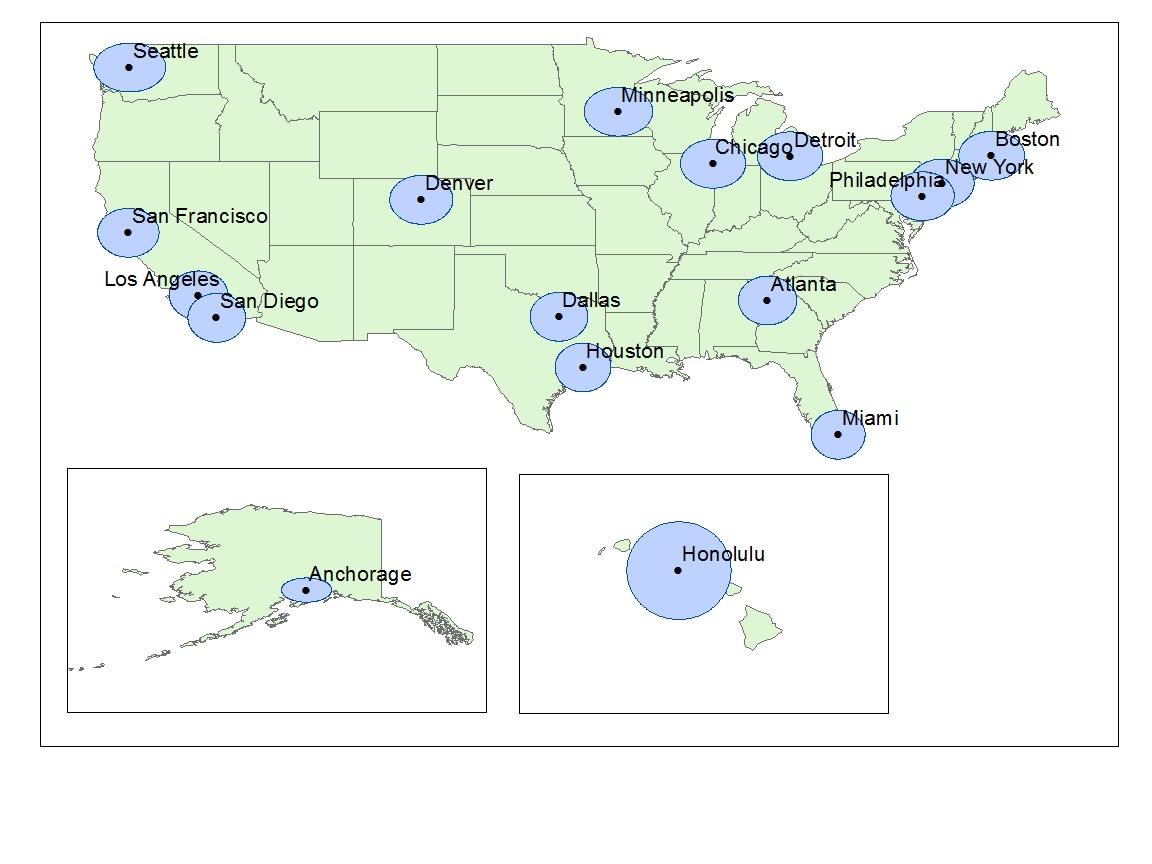 Seattle
Minneapolis
Boston
Detroit
Chicago
New York
Philadelphia
Denver
San Francisco
Los Angeles
San Diego
Atlanta
Dallas
Houston
Miami
Honolulu
Anchorage